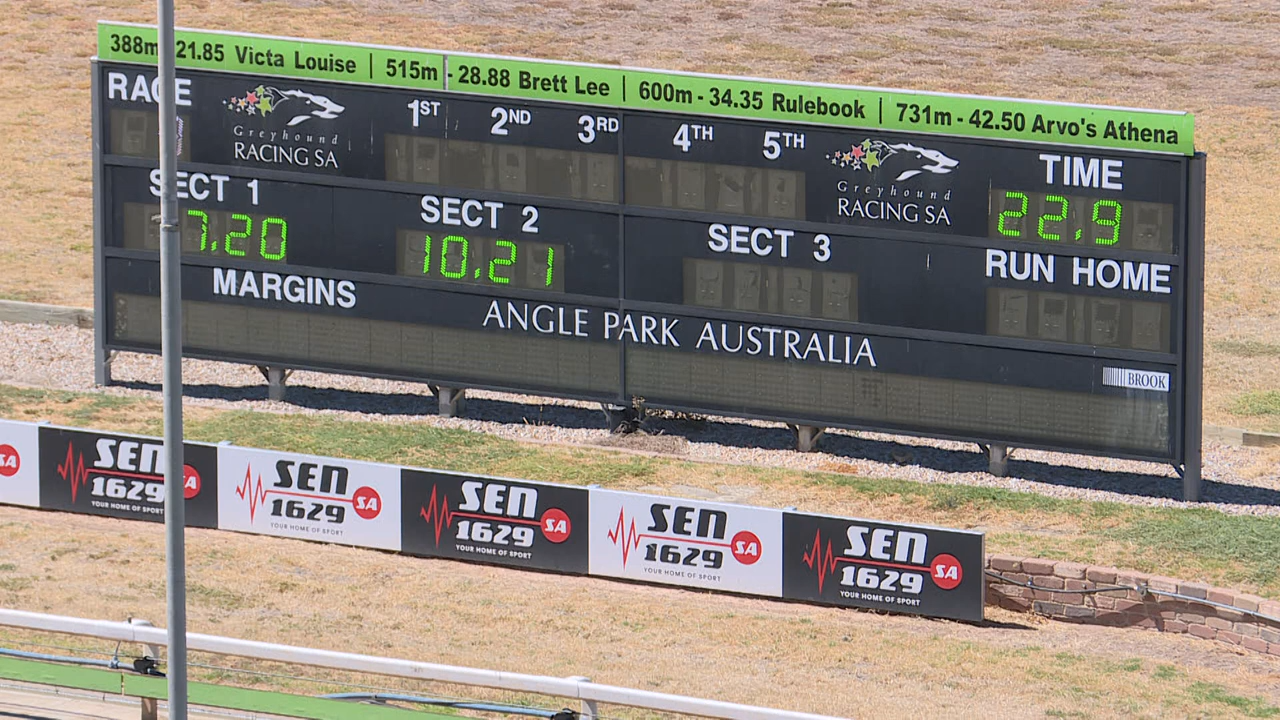 388m 21.85 Victa Louise | 515m - 28.88 Brett Lee | 600m - 34.35 Rulebook | 731m - 42.50 Arvo's Athena
RACE
Greyhound
RACING SA
1ST 2ND 3RD 4TH 5TH
Greyhound
RACING SA
TIME
22.9
SECT 1
7.20
SECT 2
10.21
SECT 3
RUN HOME
MARGINS
ANGLE PARK AUSTRALIA
BROOK
SA
SEN
1629
SA
YOUR HOME OF SPORT
SEN
1629
SA
YOUR HOME OF SPORT
SEN
1629
SA
YOUR HOME OF SPORT
SEN
1629
SA
YOUR HOME OF SPORT
SEN
1629
SA
YOUR HOME OF SPORT